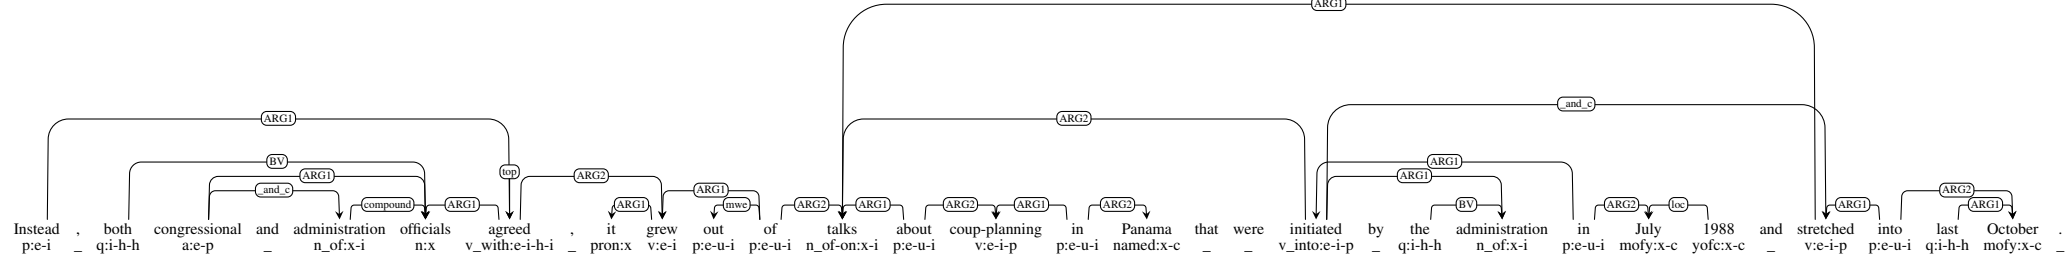 ARG1
_and_c
ARG1 ARG2
BV top ARG1
ARG1 ARG2 ARG1
_and_c ARG1 ARG2
compound ARG1 ARG1 mwe ARG2 ARG1 ARG2 ARG1 ARG2 BV ARG2 loc ARG1 ARG1
Instead , both congressional and administration officials agreed , it grew out of talks about coup-planning in Panama that were initiated by the administration in July 1988 and stretched into last October .
p:e-i _ q:i-h-h a:e-p _ n_of:x-i n:x v_with:e-i-h-i _ pron:x v:e-i p:e-u-i p:e-u-i n_of-on:x-i p:e-u-i v:e-i-p p:e-u-i named:x-c _ _ v_into:e-i-p _ q:i-h-h n_of:x-i p:e-u-i mofy:x-c yofc:x-c _ v:e-i-p p:e-u-i q:i-h-h mofy:x-c _